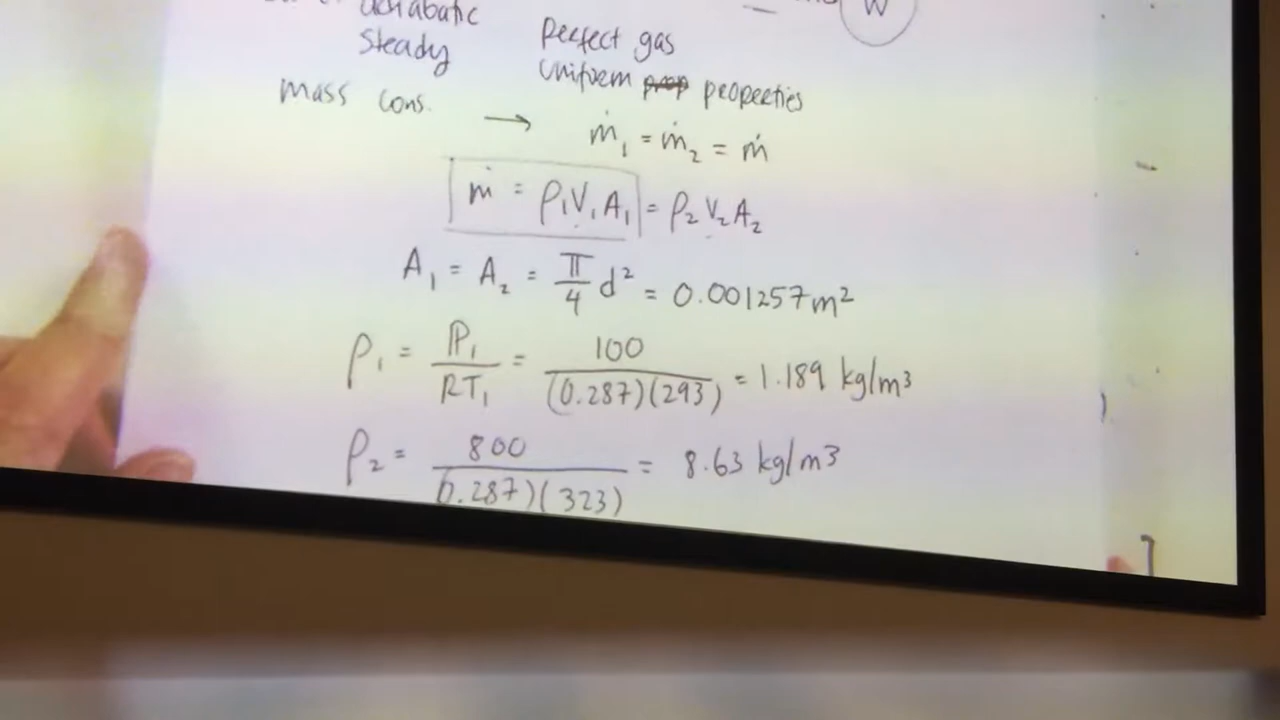 adiabatic
W
Steady Perfect gas
Uniform properties
mass cons. → ṁ₁ = ṁ₂ = ṁ
ṁ = ρ₁V₁A₁ = ρ₂V₂A₂
A₁ = A₂ = π/4 d² = 0.001257 m²
ρ₁ = P₁/RT₁ = 100/(0.287)(293) = 1.189 kg/m³
ρ₂ = 800/(0.287)(323) = 8.63 kg/m³